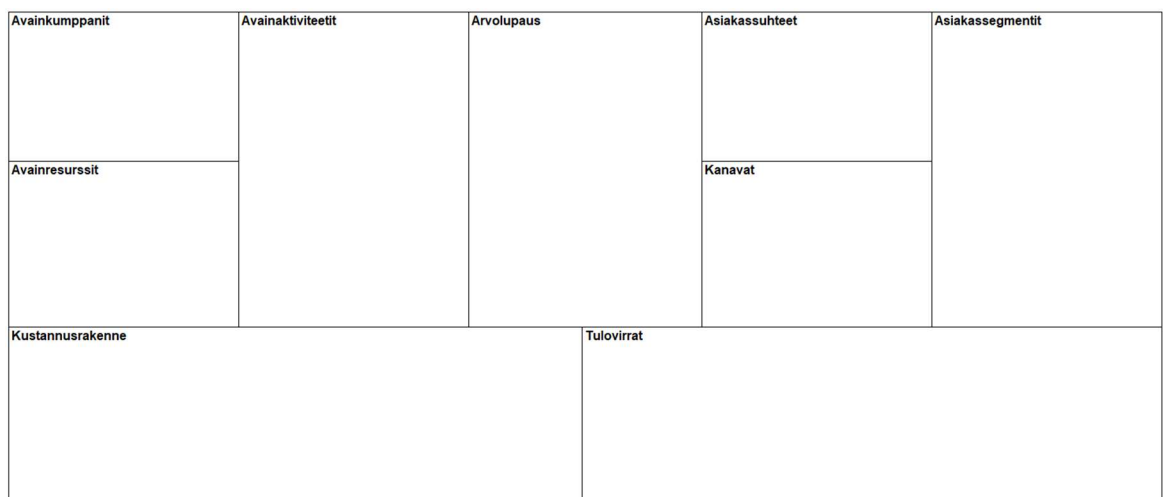 Avainkumppanit
Avainaktiviteetit
Arvolupaus
Asiakassuhteet
Asiakassegmentit
Avainresurssit
Kanavat
Kustannusrakenne
Tulovirrat